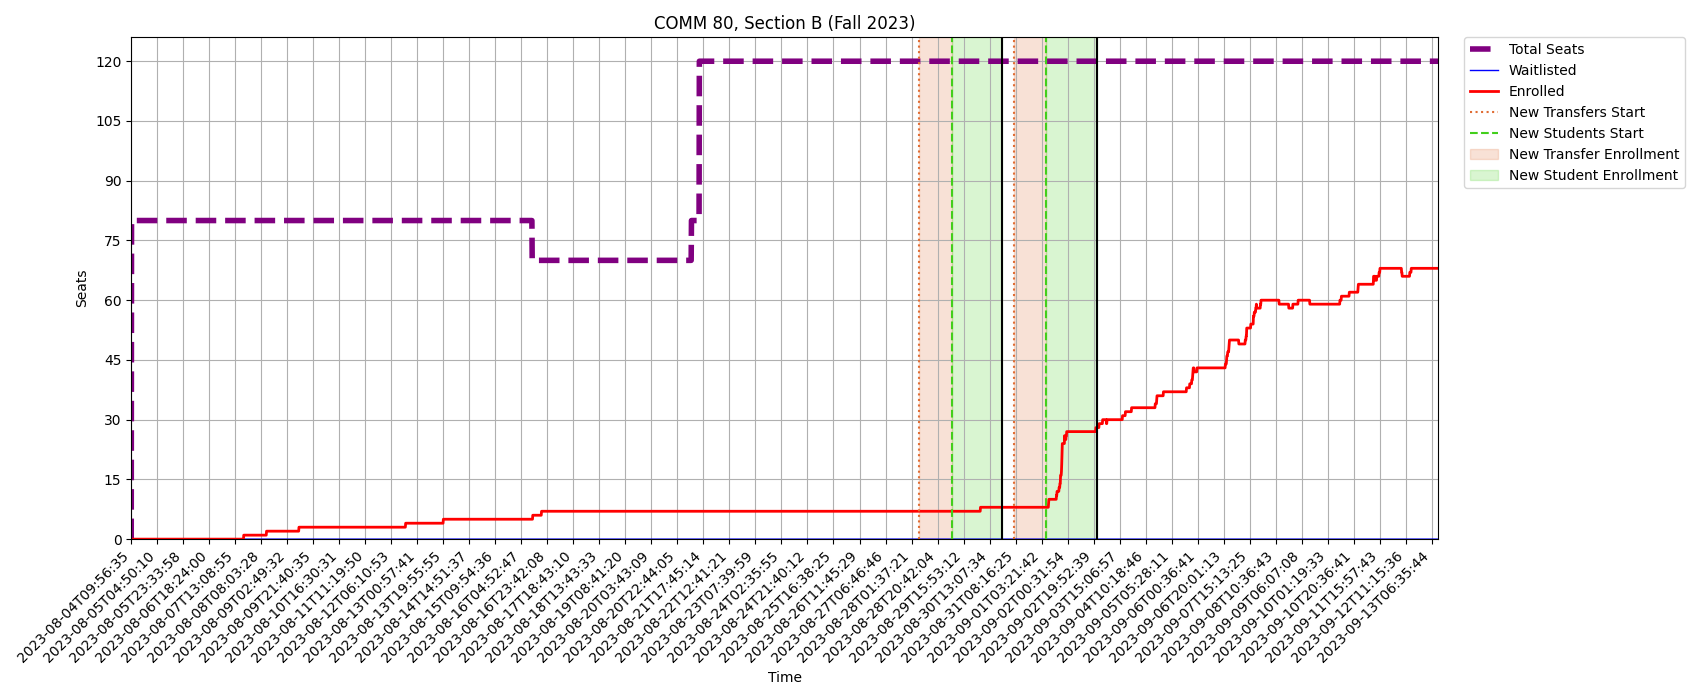 COMM 80, Section B (Fall 2023)
Total Seats
Waitlisted
Enrolled
New Transfers Start
New Students Start
New Transfer Enrollment
New Student Enrollment
Seats
120
105
90
75
60
45
30
15
0
2023-08-04T09:56:35
2023-08-05T04:50:10
2023-08-05T23:33:58
2023-08-06T18:24:00
2023-08-07T13:08:55
2023-08-08T08:03:28
2023-08-09T02:49:32
2023-08-09T21:40:35
2023-08-10T16:30:31
2023-08-11T11:19:50
2023-08-12T06:10:53
2023-08-13T00:57:41
2023-08-13T19:55:55
2023-08-14T14:51:37
2023-08-15T09:54:36
2023-08-16T04:52:47
2023-08-16T23:42:08
2023-08-17T18:43:10
2023-08-18T13:43:33
2023-08-19T08:41:20
2023-08-20T03:43:09
2023-08-20T22:44:05
2023-08-21T17:45:14
2023-08-22T12:41:21
2023-08-23T07:39:59
2023-08-24T02:35:55
2023-08-24T21:40:12
2023-08-25T16:38:25
2023-08-26T11:45:29
2023-08-27T06:46:46
2023-08-28T01:37:21
2023-08-28T20:42:04
2023-08-29T15:53:12
2023-08-30T13:07:34
2023-08-31T08:16:25
2023-09-01T03:21:42
2023-09-02T00:31:54
2023-09-02T19:52:39
2023-09-03T15:06:57
2023-09-04T10:18:46
2023-09-05T05:28:11
2023-09-06T00:36:41
2023-09-06T20:01:13
2023-09-07T15:13:25
2023-09-08T10:36:43
2023-09-09T06:07:08
2023-09-10T01:19:33
2023-09-10T20:36:41
2023-09-11T15:57:43
2023-09-12T11:15:36
2023-09-13T06:35:44
Time